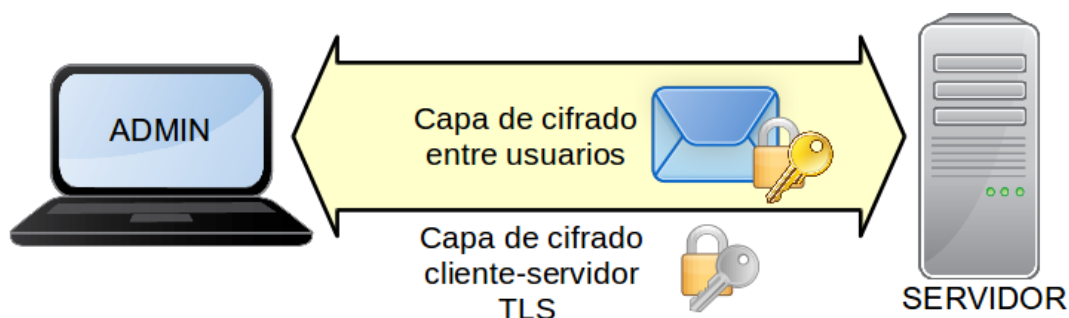 ADMIN
Capa de cifrado
entre usuarios
Capa de cifrado
cliente-servidor
TLS
SERVIDOR